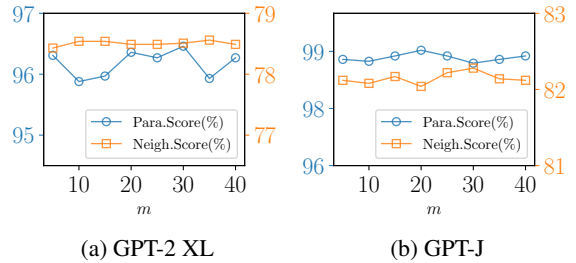 97
96
95
79
78
77
Para.Score(%)
Neigh.Score(%)
10 20 30 40
m
(a) GPT-2 XL
99
98
96
83
82
81
Para.Score(%)
Neigh.Score(%)
10 20 30 40
m
(b) GPT-J